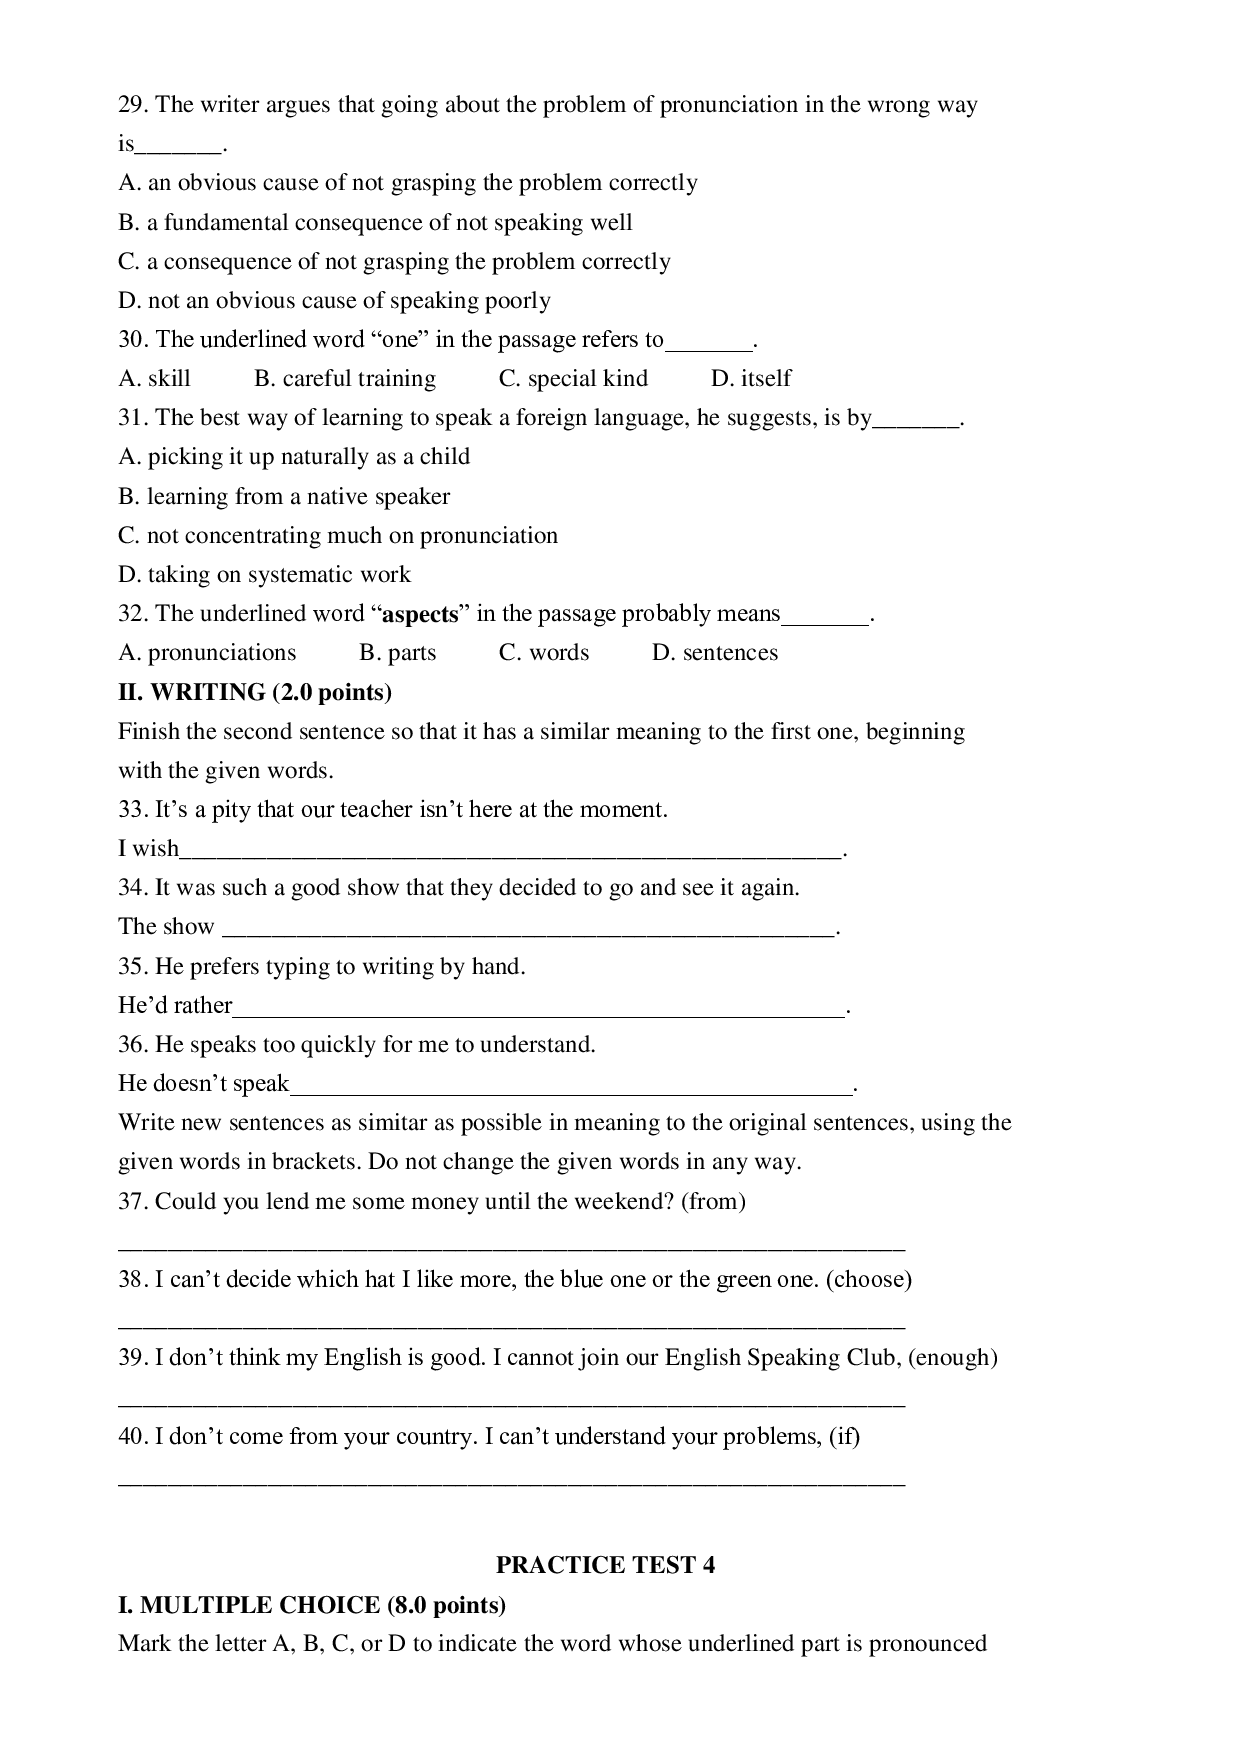 29. The writer argues that going about the problem of pronunciation in the wrong way
is_______.
A. an obvious cause of not grasping the problem correctly
B. a fundamental consequence of not speaking well
C. a consequence of not grasping the problem correctly
D. not an obvious cause of speaking poorly
30. The underlined word “one” in the passage refers to_______.
A. skill B. careful training C. special kind D. itself
31. The best way of learning to speak a foreign language, he suggests, is by_______.
A. picking it up naturally as a child
B. learning from a native speaker
C. not concentrating much on pronunciation
D. taking on systematic work
32. The underlined word “aspects” in the passage probably means_______.
A. pronunciations B. parts C. words D. sentences
II. WRITING (2.0 points)
Finish the second sentence so that it has a similar meaning to the first one, beginning
with the given words.
33. It’s a pity that our teacher isn’t here at the moment.
I wish_____________________________________________________.
34. It was such a good show that they decided to go and see it again.
The show _________________________________________________.
35. He prefers typing to writing by hand.
He’d rather_________________________________________________.
36. He speaks too quickly for me to understand.
He doesn’t speak_____________________________________________.
Write new sentences as simitar as possible in meaning to the original sentences, using the
given words in brackets. Do not change the given words in any way.
37. Could you lend me some money until the weekend? (from)
_______________________________________________________________
38. I can’t decide which hat I like more, the blue one or the green one. (choose)
_______________________________________________________________
39. I don’t think my English is good. I cannot join our English Speaking Club, (enough)
_______________________________________________________________
40. I don’t come from your country. I can’t understand your problems, (if)
_______________________________________________________________
PRACTICE TEST 4
I. MULTIPLE CHOICE (8.0 points)
Mark the letter A, B, C, or D to indicate the word whose underlined part is pronounced